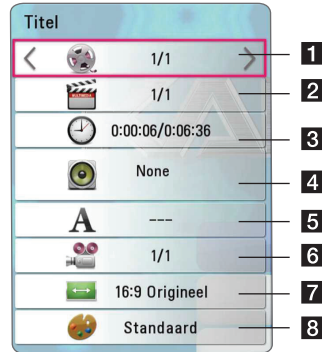 Titel
1/1 1
1/1 2
0:00:06/0:06:36 3
None 4
A --- 5
1/1 6
16:9 Origineel 7
Standaard 8